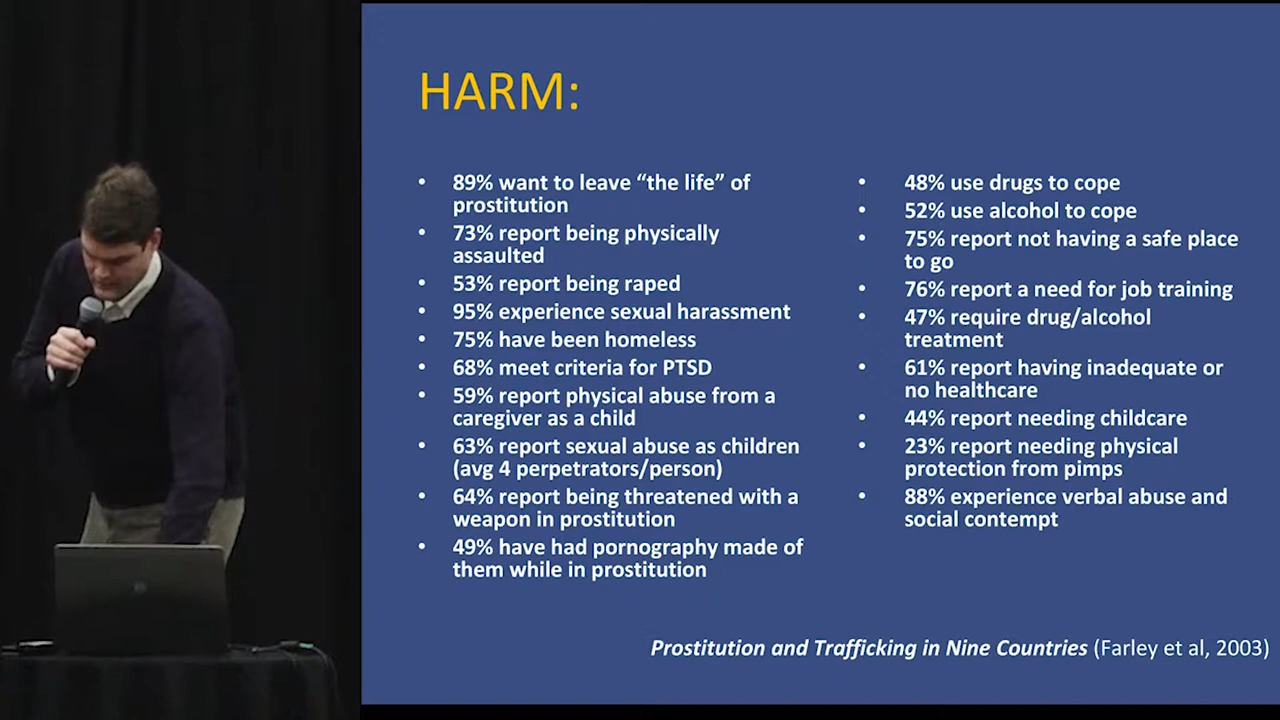 HARM:
• 89% want to leave “the life” of
prostitution
• 73% report being physically
assaulted
• 53% report being raped
• 95% experience sexual harassment
• 75% have been homeless
• 68% meet criteria for PTSD
• 59% report physical abuse from a
caregiver as a child
• 63% report sexual abuse as children
(avg 4 perpetrators/person)
• 64% report being threatened with a
weapon in prostitution
• 49% have had pornography made of
them while in prostitution
• 48% use drugs to cope
• 52% use alcohol to cope
• 75% report not having a safe place
to go
• 76% report a need for job training
• 47% require drug/alcohol
treatment
• 61% report having inadequate or
no healthcare
• 44% report needing childcare
• 23% report needing physical
protection from pimps
• 88% experience verbal abuse and
social contempt
Prostitution and Trafficking in Nine Countries (Farley et al, 2003)